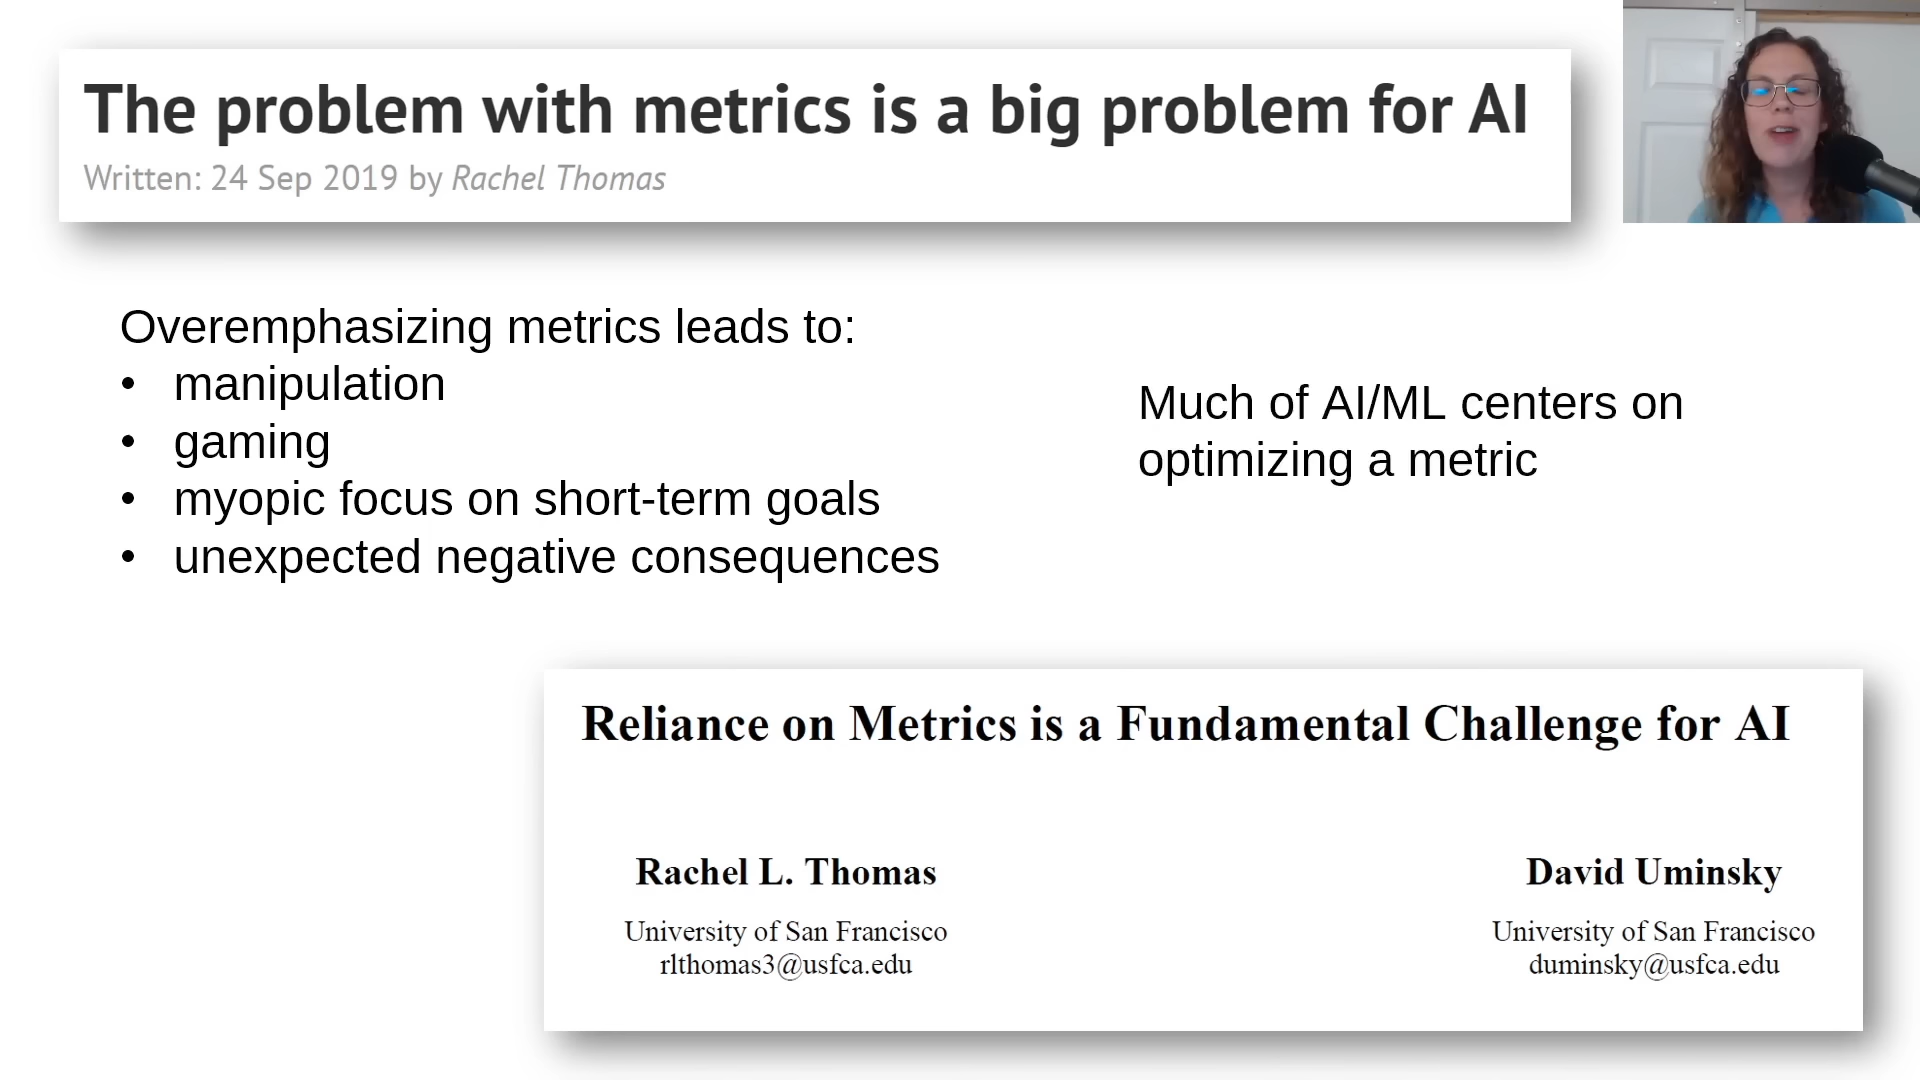 The problem with metrics is a big problem for AI
Written: 24 Sep 2019 by Rachel Thomas
Overemphasizing metrics leads to:
• manipulation
• gaming
• myopic focus on short-term goals
• unexpected negative consequences
Much of AI/ML centers on
optimizing a metric
Reliance on Metrics is a Fundamental Challenge for AI
Rachel L. Thomas
University of San Francisco
rlthomas3@usfca.edu
David Uminsky
University of San Francisco
duminsky@usfca.edu